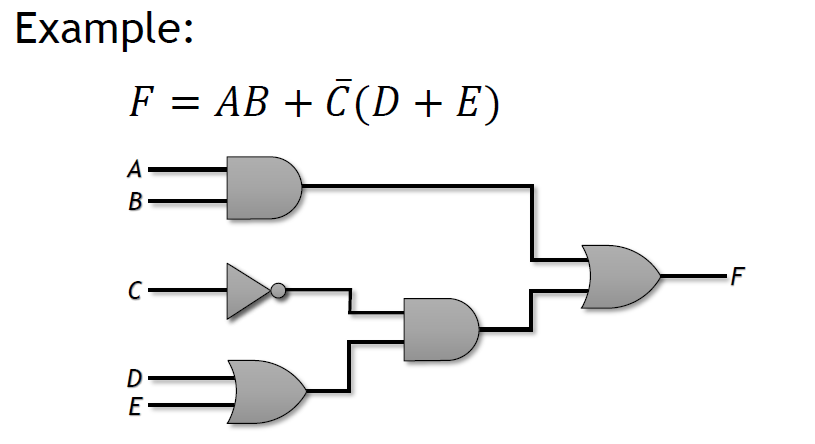 Example:
F = AB + C̄(D + E)
A
B
C
D
E
F